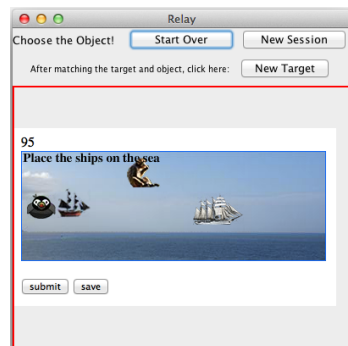 Relay
Choose the Object! Start Over New Session
After matching the target and object, click here: New Target
95
Place the ships on the sea
submit save